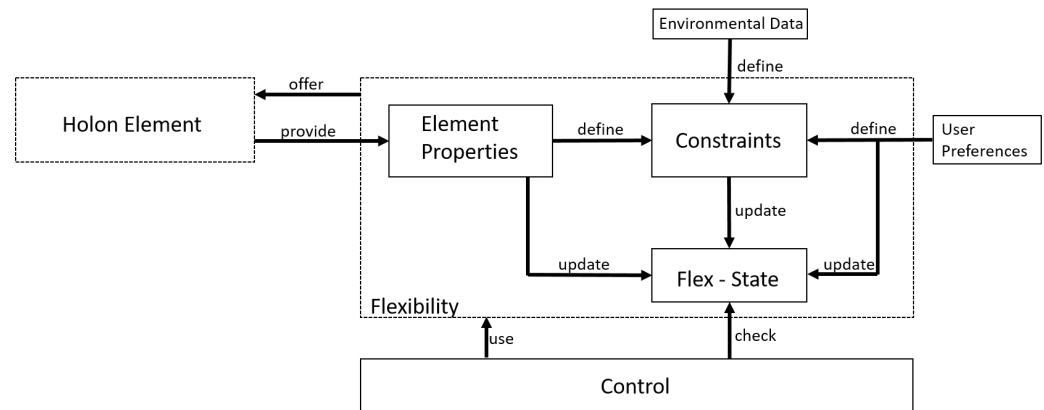 Environmental Data
define
offer
Holon Element
provide
Element
Properties
define
Constraints
define
User
Preferences
update
update
Flex - State
update
Flexibility
use
check
Control